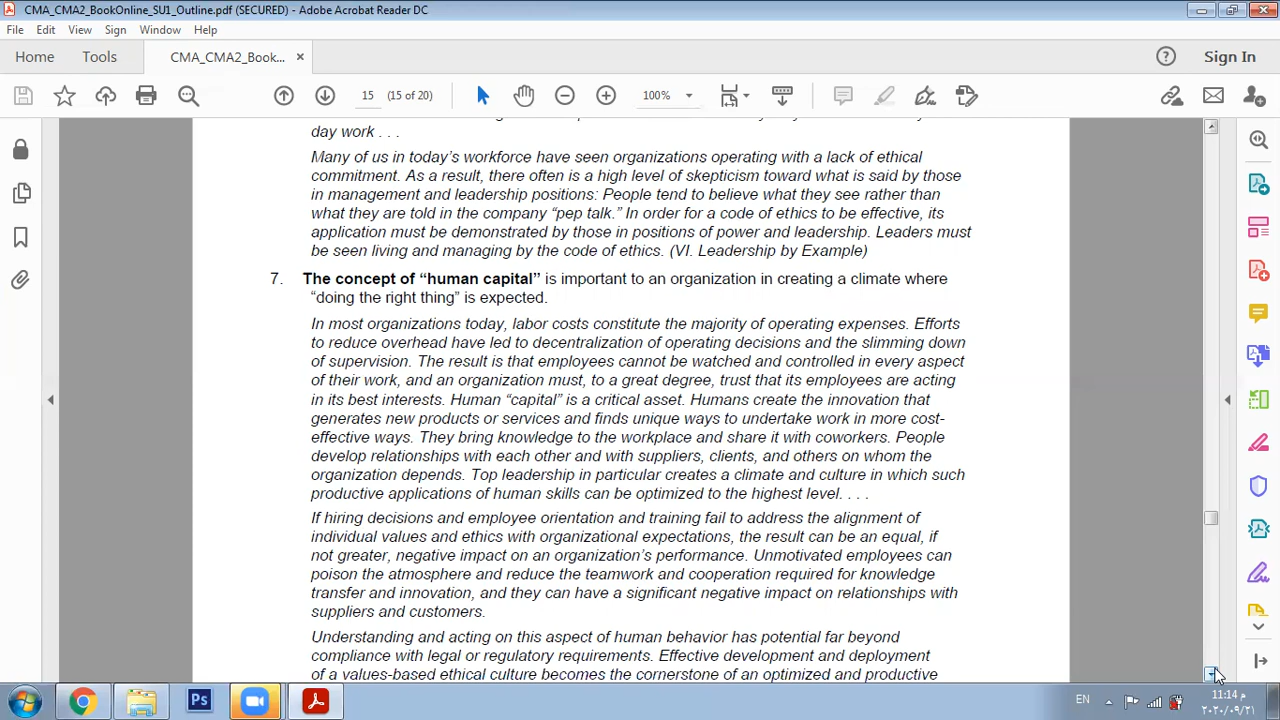 CMA_CMA2_BookOnline_SU1_Outline.pdf (SECURED) - Adobe Acrobat Reader DC
File Edit View Sign Window Help
Home Tools CMA_CMA2_Book... × Sign In
15 (15 of 20) 100%
day work . . .
Many of us in today’s workforce have seen organizations operating with a lack of ethical
commitment. As a result, there often is a high level of skepticism toward what is said by those
in management and leadership positions: People tend to believe what they see rather than
what they are told in the company “pep talk.” In order for a code of ethics to be effective, its
application must be demonstrated by those in positions of power and leadership. Leaders must
be seen living and managing by the code of ethics. (VI. Leadership by Example)
7. The concept of “human capital” is important to an organization in creating a climate where
“doing the right thing” is expected.
In most organizations today, labor costs constitute the majority of operating expenses. Efforts
to reduce overhead have led to decentralization of operating decisions and the slimming down
of supervision. The result is that employees cannot be watched and controlled in every aspect
of their work, and an organization must, to a great degree, trust that its employees are acting
in its best interests. Human “capital” is a critical asset. Humans create the innovation that
generates new products or services and finds unique ways to undertake work in more cost-
effective ways. They bring knowledge to the workplace and share it with coworkers. People
develop relationships with each other and with suppliers, clients, and others on whom the
organization depends. Top leadership in particular creates a climate and culture in which such
productive applications of human skills can be optimized to the highest level. . . .
If hiring decisions and employee orientation and training fail to address the alignment of
individual values and ethics with organizational expectations, the result can be an equal, if
not greater, negative impact on an organization’s performance. Unmotivated employees can
poison the atmosphere and reduce the teamwork and cooperation required for knowledge
transfer and innovation, and they can have a significant negative impact on relationships with
suppliers and customers.
Understanding and acting on this aspect of human behavior has potential far beyond
compliance with legal or regulatory requirements. Effective development and deployment
of a values-based ethical culture becomes the cornerstone of an optimized and productive
Ps
EN
11:14 م
٢٠٢٠/٠٩/٢١